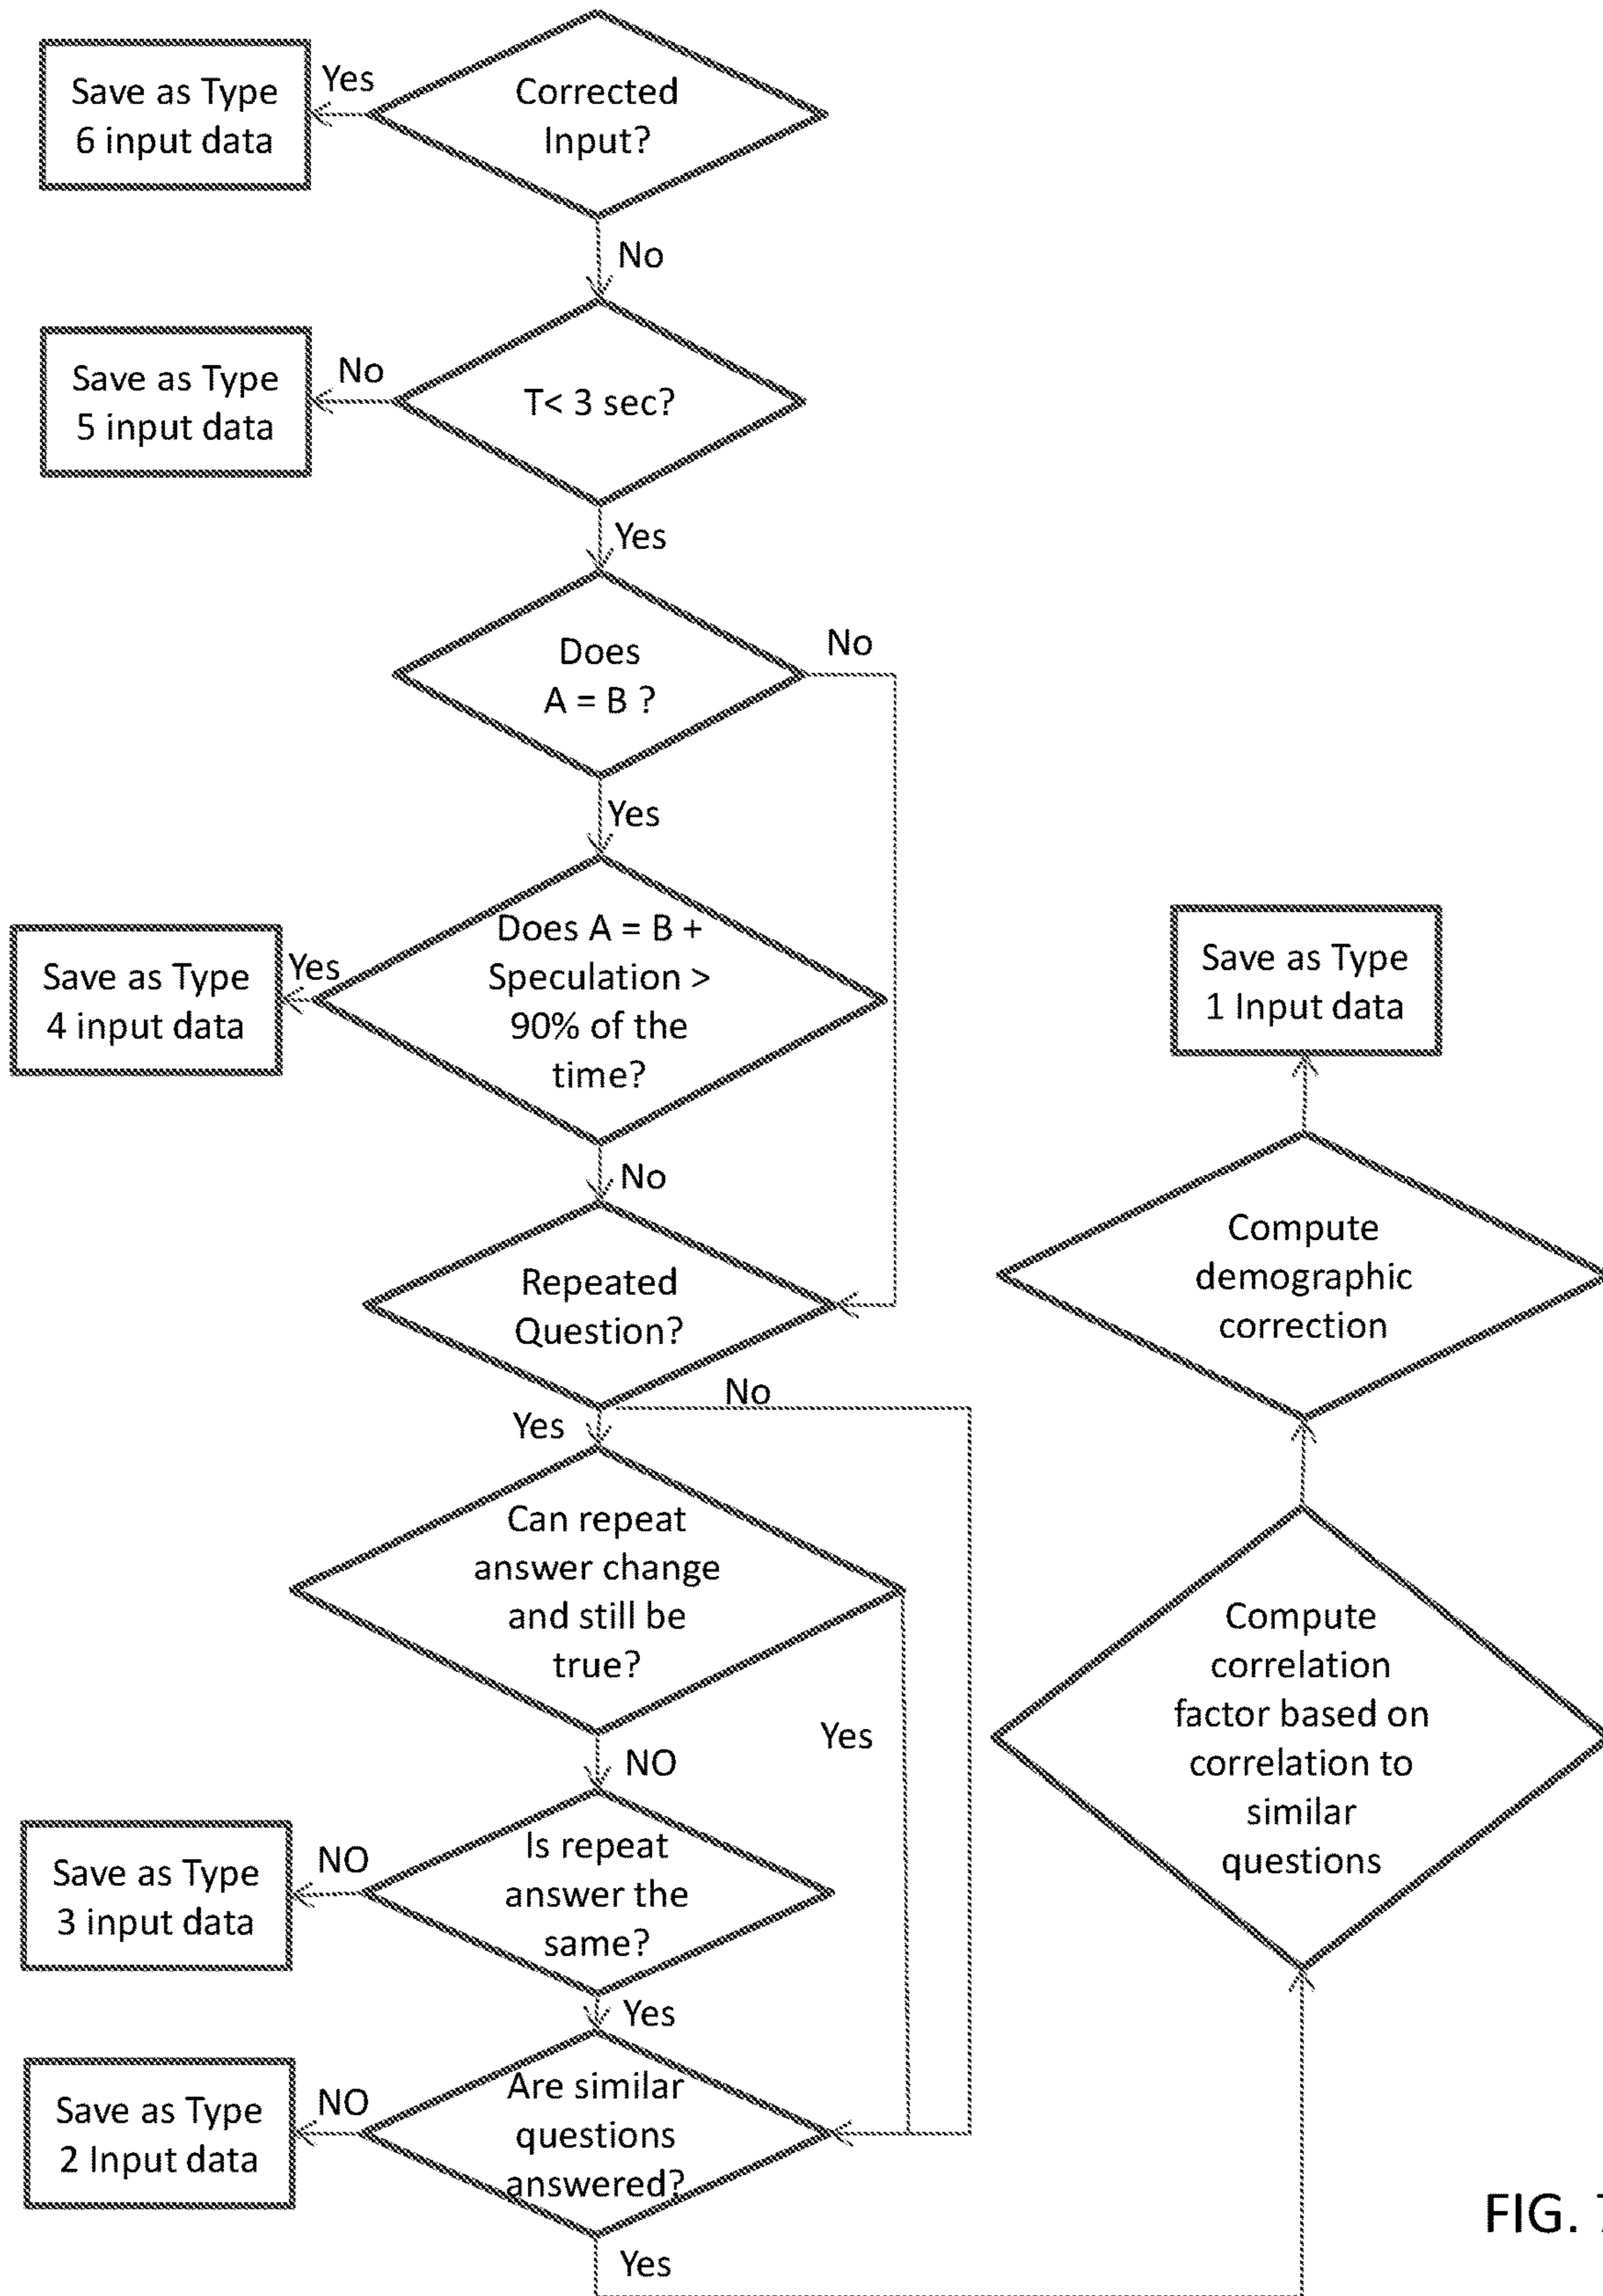 Corrected
Input?
Yes
Save as Type
6 input data
No
T< 3 sec?
No
Save as Type
5 input data
Yes
Does
A = B ?
No
Yes
Does A = B +
Speculation >
90% of the
time?
Yes
Save as Type
4 input data
No
Repeated
Question?
No
Yes
Can repeat
answer change
and still be
true?
Yes
NO
Is repeat
answer the
same?
NO
Save as Type
3 input data
Yes
Are similar
questions
answered?
NO
Save as Type
2 Input data
Yes
Compute
correlation
factor based on
correlation to
similar
questions
Compute
demographic
correction
Save as Type
1 Input data
FIG. 7